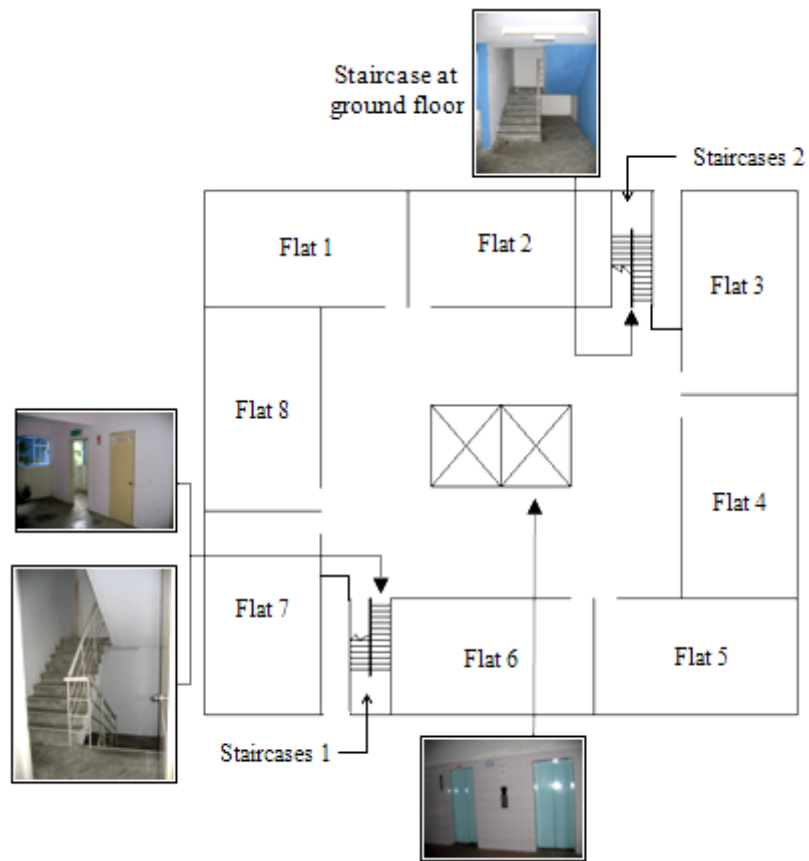 Staircase at
ground floor
Staircases 2
Flat 1
Flat 2
Flat 3
Flat 8
Flat 4
Flat 7
Flat 6
Flat 5
Staircases 1